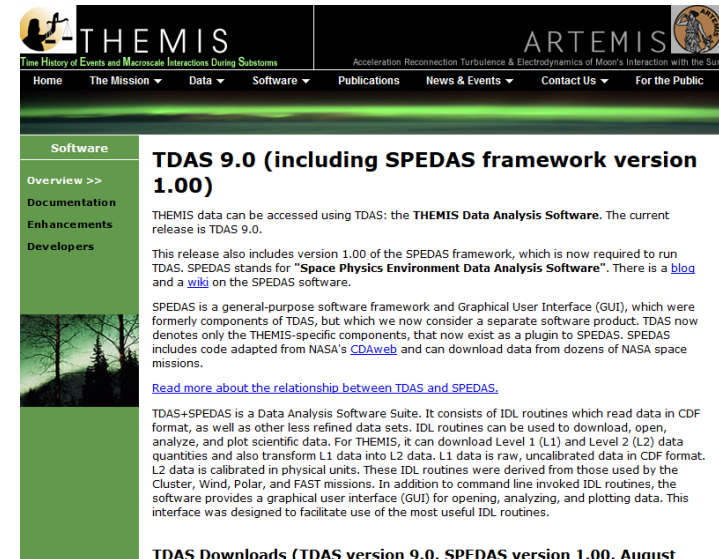 THEMIS
Time History of Events and Macroscale Interactions During Substorms
ARTEMIS
Acceleration Reconnection Turbulence & Electrodynamics of Moon's Interaction with the Su
Home The Mission Data Software Publications News & Events Contact Us For the Public
Software
Overview >>
Documentation
Enhancements
Developers
TDAS 9.0 (including SPEDAS framework version
1.00)
THEMIS data can be accessed using TDAS: the THEMIS Data Analysis Software. The current
release is TDAS 9.0.
This release also includes version 1.00 of the SPEDAS framework, which is now required to run
TDAS. SPEDAS stands for "Space Physics Environment Data Analysis Software". There is a blog
and a wiki on the SPEDAS software.
SPEDAS is a general-purpose software framework and Graphical User Interface (GUI), which were
formerly components of TDAS, but which we now consider a separate software product. TDAS now
denotes only the THEMIS-specific components, that now exist as a plugin to SPEDAS. SPEDAS
includes code adapted from NASA's CDAweb and can download data from dozens of NASA space
missions.
Read more about the relationship between TDAS and SPEDAS.
TDAS+SPEDAS is a Data Analysis Software Suite. It consists of IDL routines which read data in CDF
format, as well as other less refined data sets. IDL routines can be used to download, open,
analyze, and plot scientific data. For THEMIS, it can download Level 1 (L1) and Level 2 (L2) data
quantities and also transform L1 data into L2 data. L1 data is raw, uncalibrated data in CDF format.
L2 data is calibrated in physical units. These IDL routines were derived from those used by the
Cluster, Wind, Polar, and FAST missions. In addition to command line invoked IDL routines, the
software provides a graphical user interface (GUI) for opening, analyzing, and plotting data. This
interface was designed to facilitate use of the most useful IDL routines.
TDAS Downloads (TDAS version 9.0, SPEDAS version 1.00, August